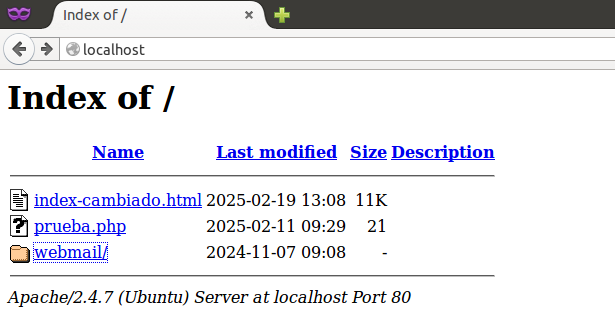 Index of /
localhost
Index of /
Name Last modified Size Description
index-cambiado.html 2025-02-19 13:08 11K
prueba.php 2025-02-11 09:29 21
webmail/ 2024-11-07 09:08 -
Apache/2.4.7 (Ubuntu) Server at localhost Port 80